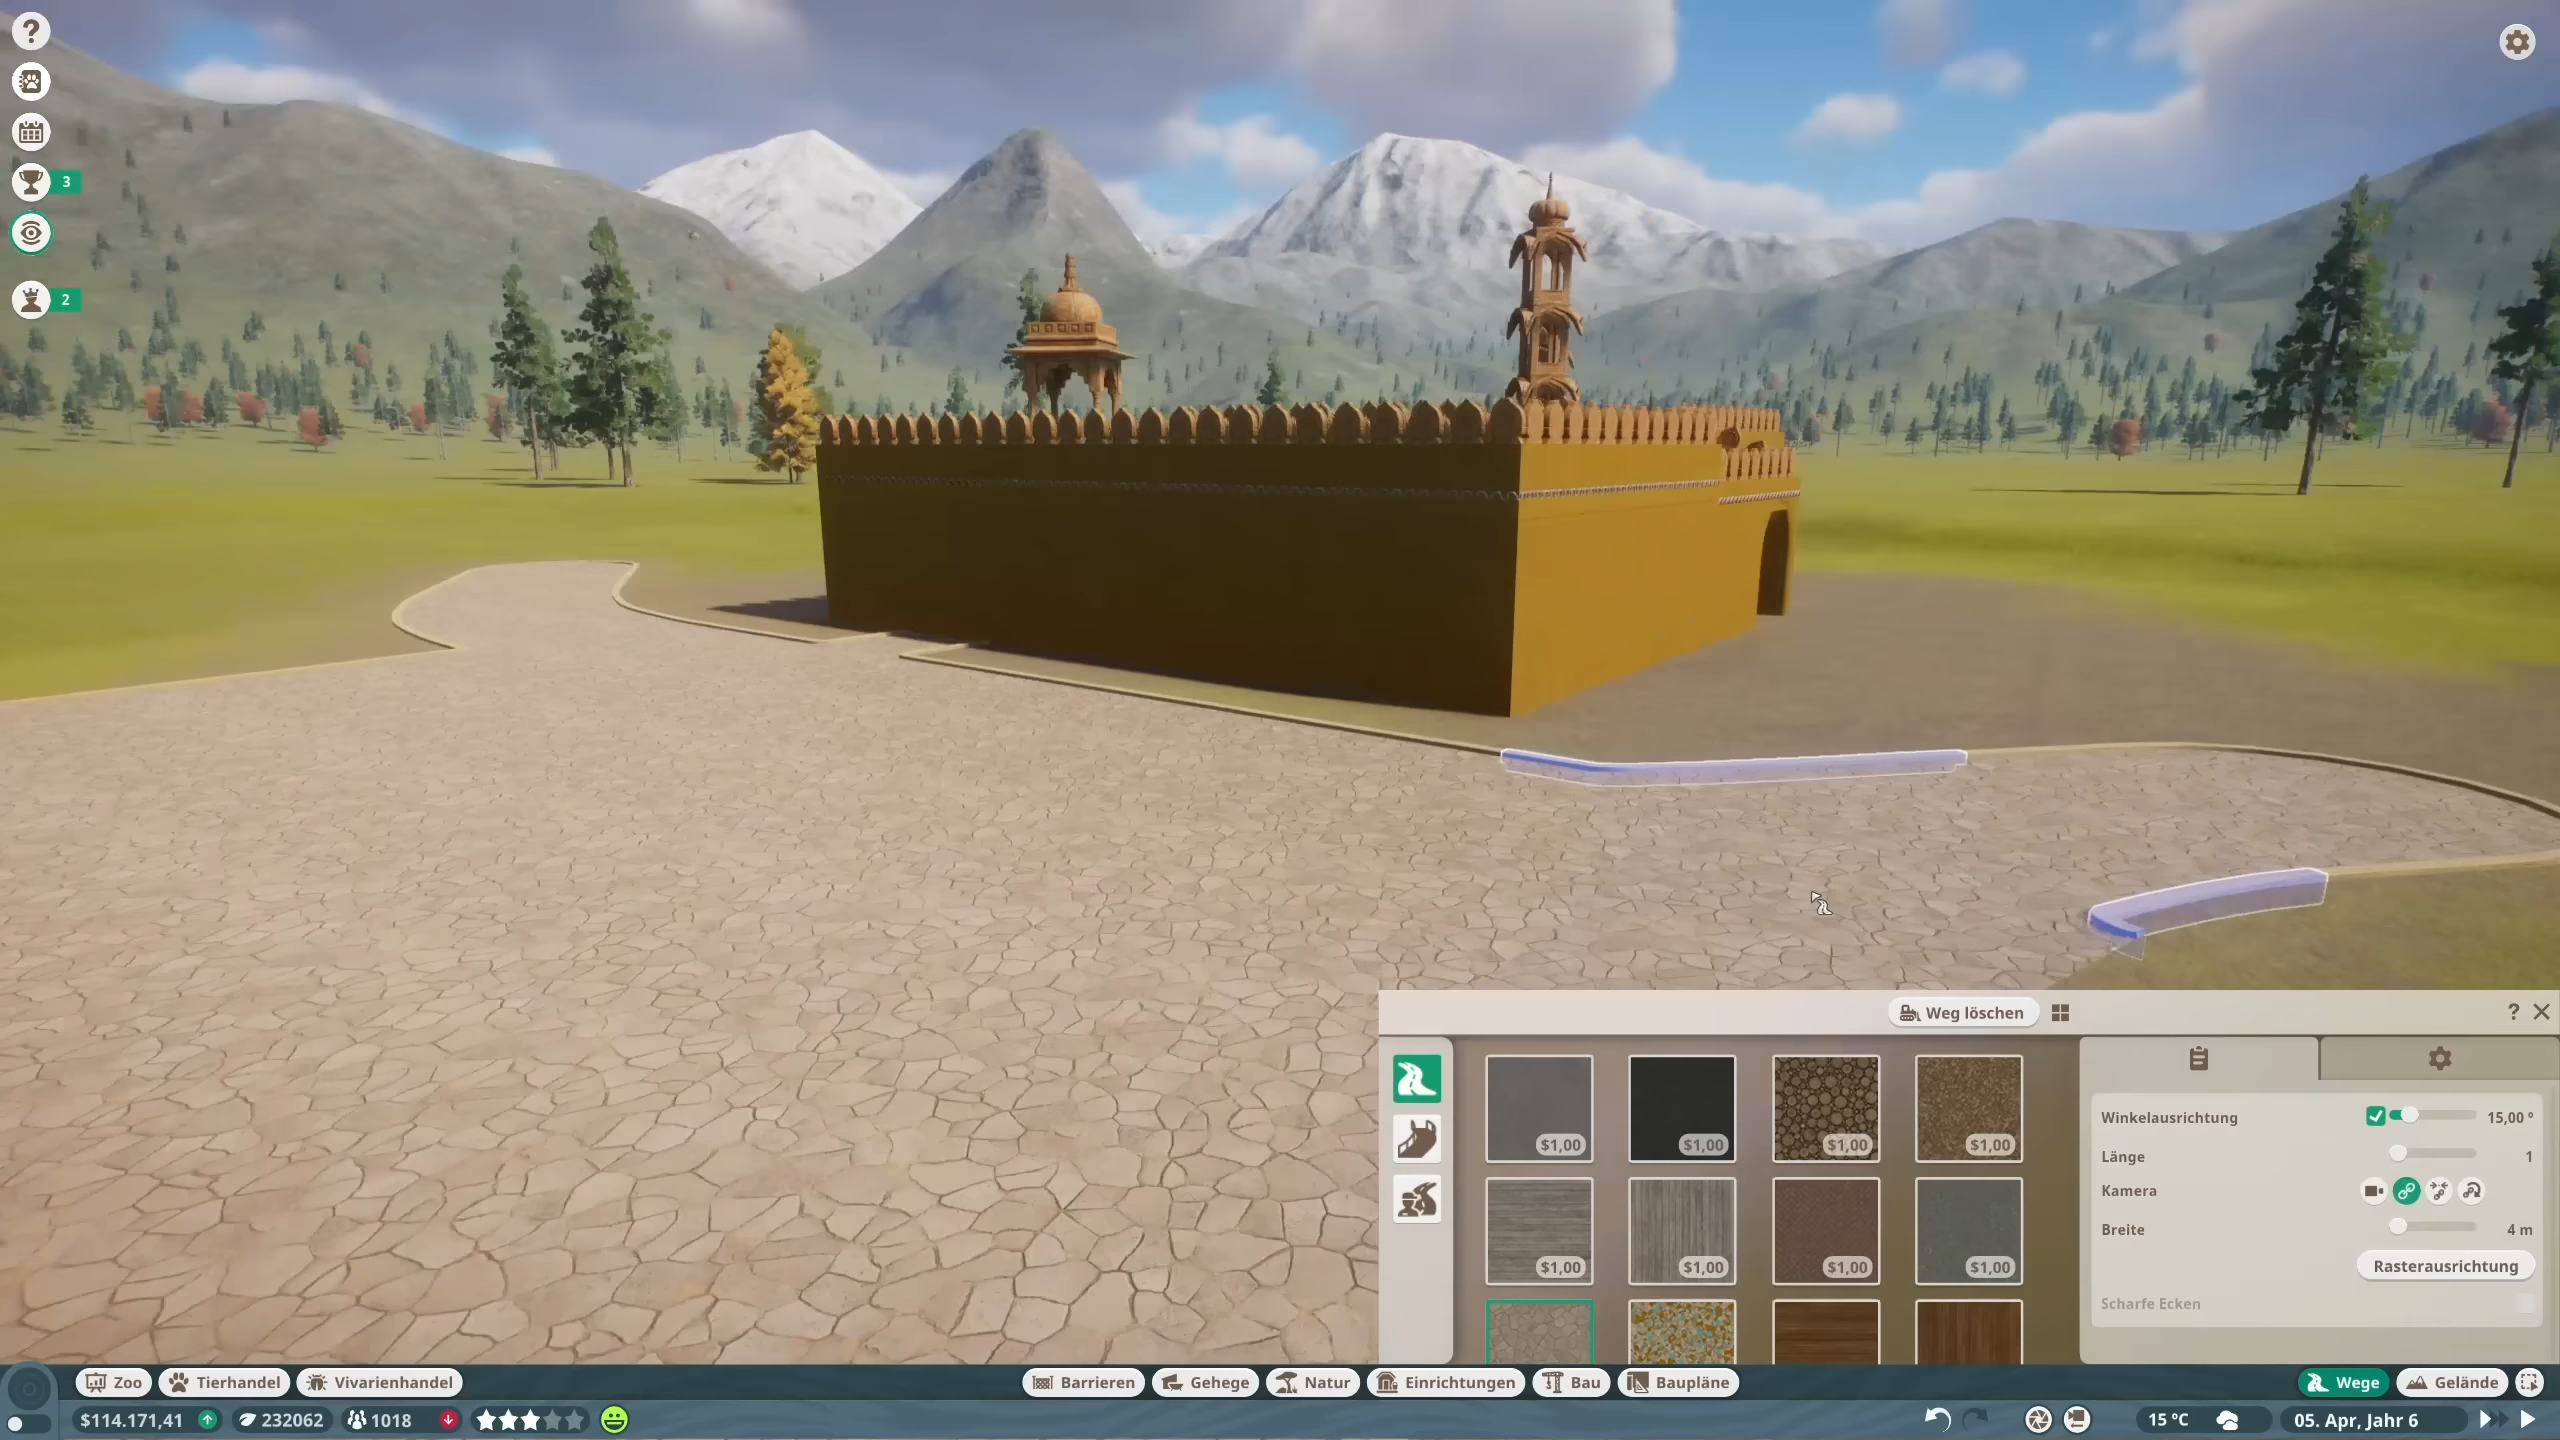 ?
3
2
Weg löschen
?
$1,00
$1,00
$1,00
$1,00
$1,00
$1,00
$1,00
$1,00
Winkelausrichtung
15,00 °
Länge
1
Kamera
Breite
4 m
Rasterausrichtung
Scharfe Ecken
Zoo
Tierhandel
Vivarienhandel
Barrieren
Gehege
Natur
Einrichtungen
Bau
Baupläne
Wege
Gelände
$114.171,41
232062
1018
15 °C
05. Apr, Jahr 6